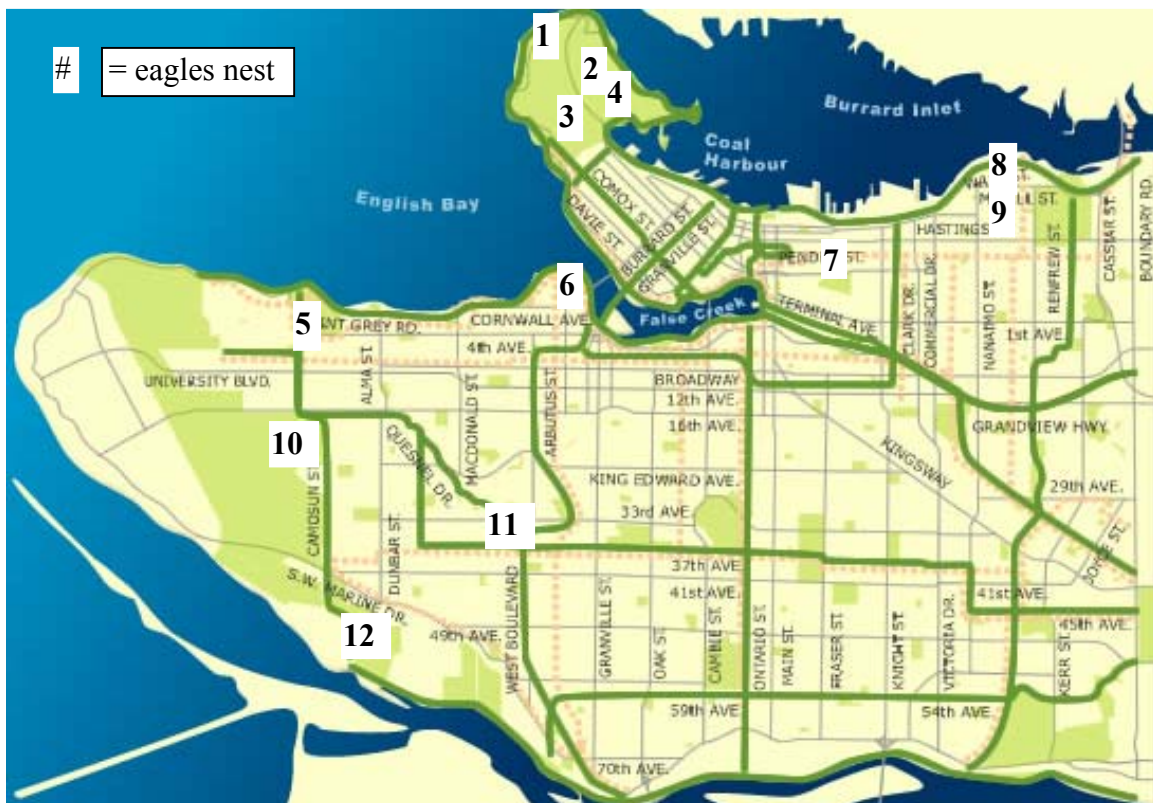 # = eagles nest
1
2
4
3
Burrard Inlet
Coal
Harbour
English Bay
COMOX ST.
DAVIE ST.
BURRARD ST.
GRANVILLE ST.
8
9
HASTINGS
CASSIAR ST.
BOUNDARY RD.
RENFREW ST.
PENDER ST.
7
6
False Creek
TERMINAL AVE
CLARK DR.
COMMERCIAL DR.
NANAIMO ST.
1st AVE.
5
NT GREY RD.
CORNWALL AVE
4th AVE.
UNIVERSITY BLVD.
ALMA ST.
MACDONALD ST.
ARBUTUS ST.
BROADWAY
12th AVE.
16th AVE.
GRANDVIEW HWY.
KINGSWAY
10
QUESNEL DR.
CAMOSUN ST.
KING EDWARD AVE.
29th AVE.
11
33rd AVE.
JOYCE ST.
DUNBAR ST.
37th AVE.
41st AVE.
41st AVE.
S.W. MARINE DR.
12
49th AVE.
45th AVE.
WEST BOULEVARD
GRANVILLE ST.
OAK ST.
CAMBLE ST.
ONTARIO ST.
MAIN ST.
FRASER ST.
KNIGHT ST.
VICTORIA DR.
KERR ST.
59th AVE.
54th AVE.
70th AVE.